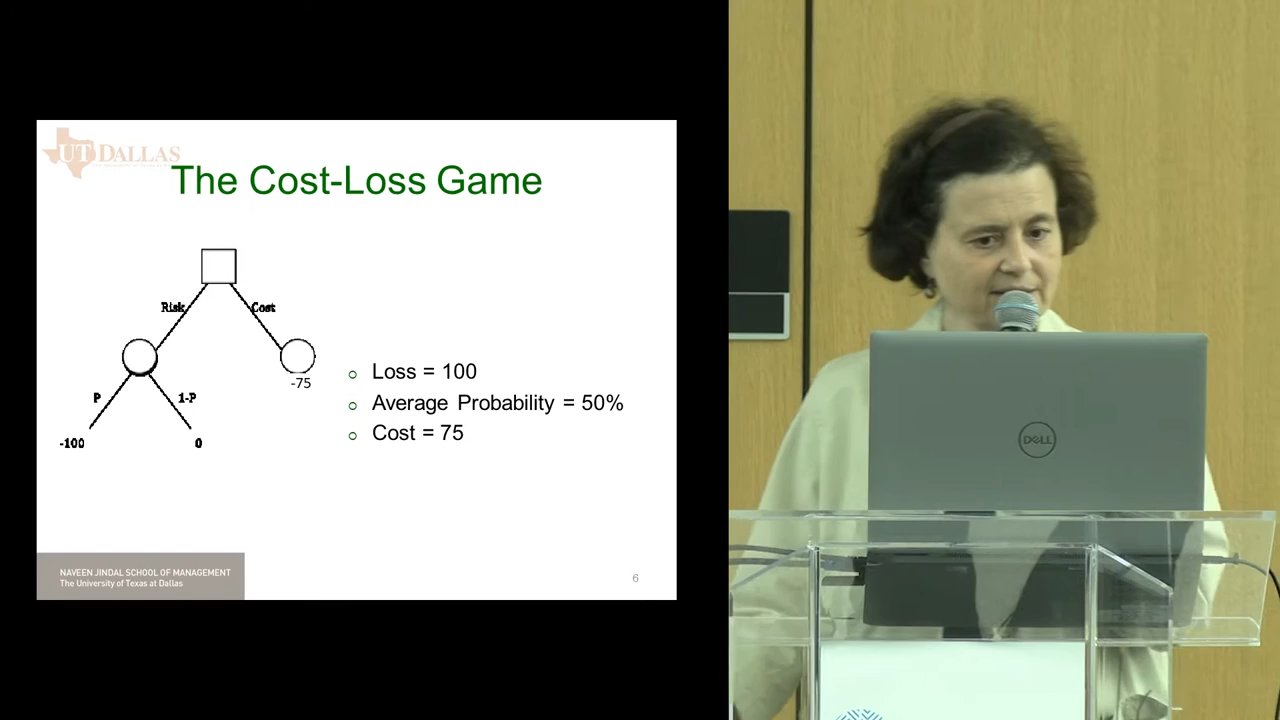 UT DALLAS
The Cost-Loss Game
Risk
Cost
-75
P
1-P
-100
0
Loss = 100
Average Probability = 50%
Cost = 75
NAVEEN JINDAL SCHOOL OF MANAGEMENT
The University of Texas at Dallas
6
DELL